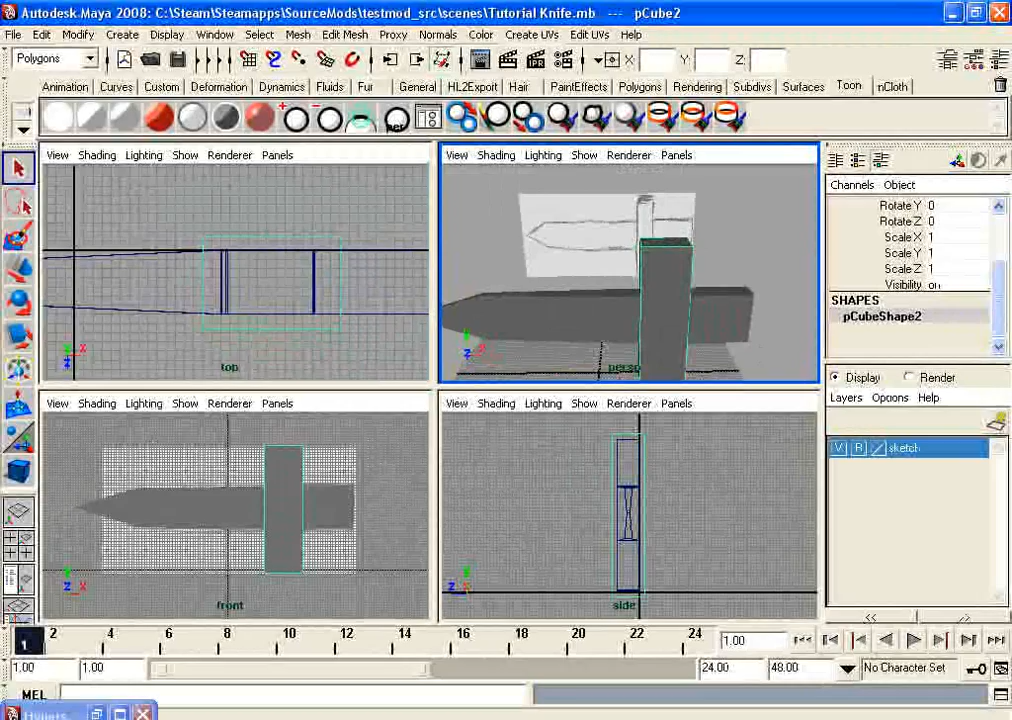 Autodesk Maya 2008: C:\Steam\Steamapps\SourceMods\testmod_src\scenes\Tutorial Knife.mb --- pCube2
File Edit Modify Create Display Window Select Mesh Edit Mesh Proxy Normals Color Create UVs Edit UVs Help
Polygons X: Y: Z:
Animation Curves Custom Deformation Dynamics Fluids Fur General HL2Export Hair PaintEffects Polygons Rendering Subdivs Surfaces Toon nCloth
View Shading Lighting Show Renderer Panels
View Shading Lighting Show Renderer Panels
Channels Object
Rotate Y 0
Rotate Z 0
Scale X 1
Scale Y 1
Scale Z 1
Visibility on
SHAPES
pCubeShape2
top
persp
Display Render
Layers Options Help
View Shading Lighting Show Renderer Panels
View Shading Lighting Show Renderer Panels
V R sketch
front
side
1 2 4 6 8 10 12 14 16 18 20 22 24 1.00
1.00 1.00 24.00 48.00 No Character Set
MEL